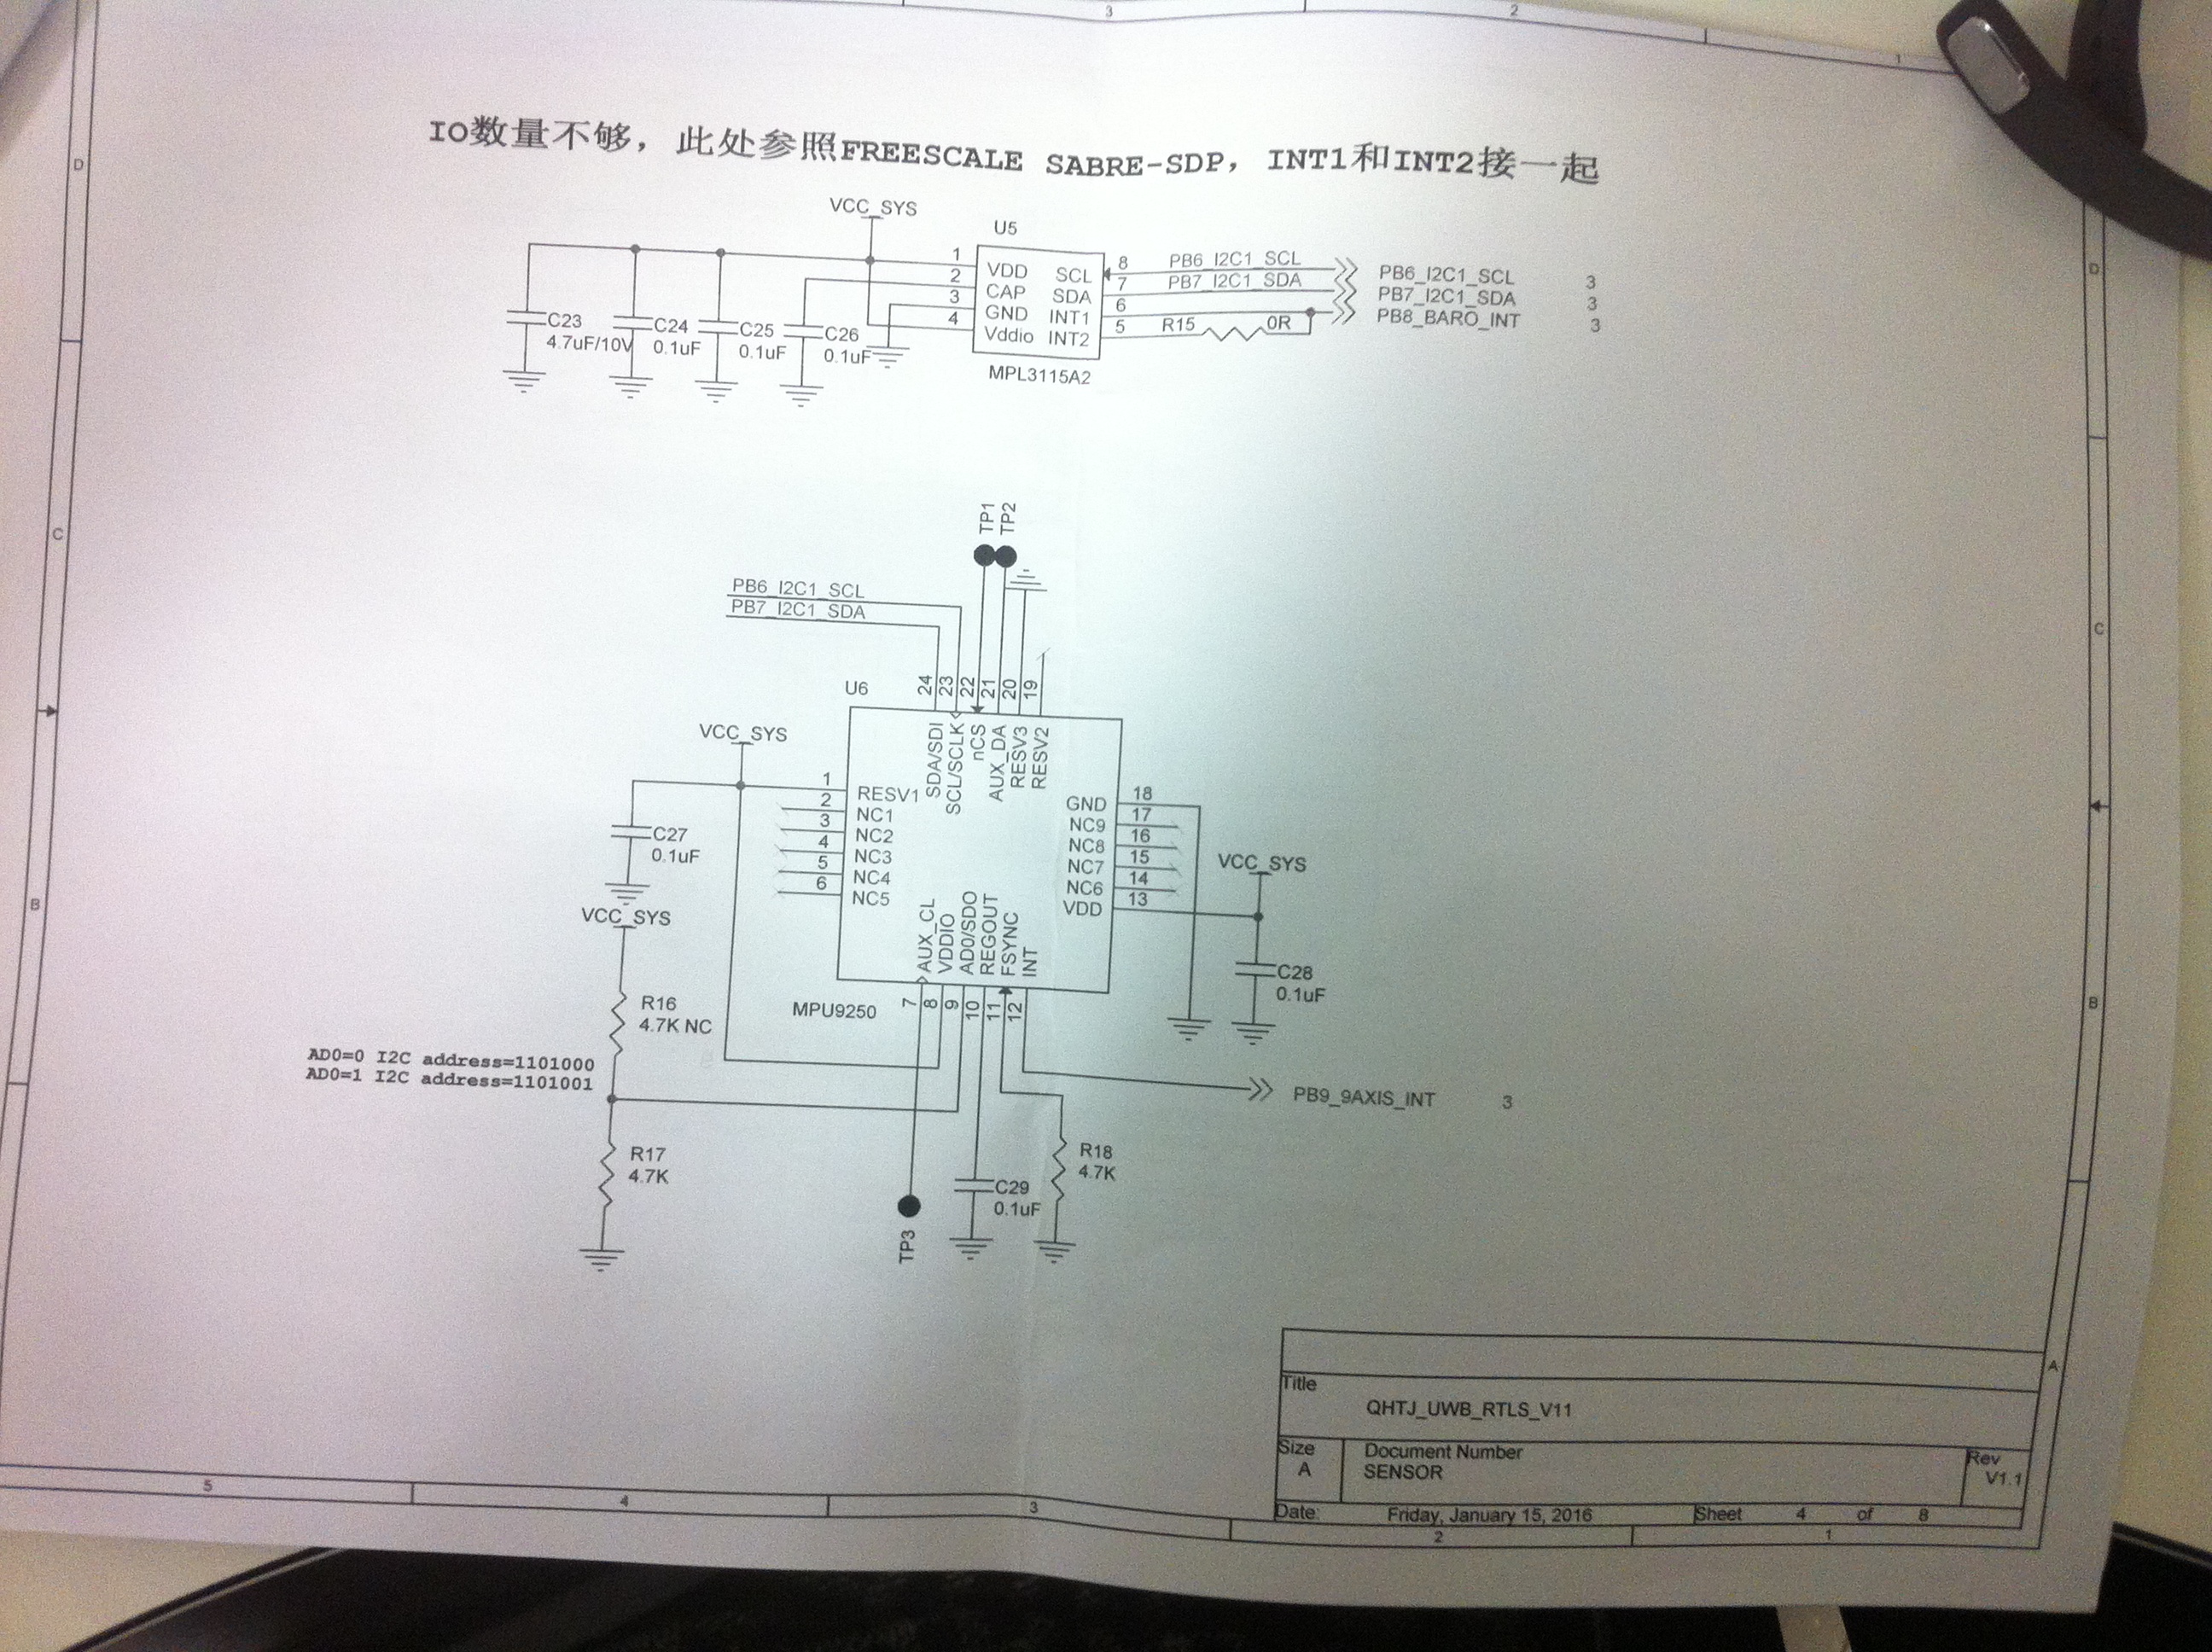 3
2
1
D
IO数量不够，此处参照FREESCALE SABRE-SDP，INT1和INT2接一起
D
VCC_SYS
U5
1
2
3
4
VDD
CAP
GND
Vddio
SCL
SDA
INT1
INT2
8
7
6
5
PB6_I2C1_SCL
PB7_I2C1_SDA
R15
0R
PB6_I2C1_SCL 3
PB7_I2C1_SDA 3
PB8_BARO_INT 3
C23
4.7uF/10V
C24
0.1uF
C25
0.1uF
C26
0.1uF
MPL3115A2
C
C
TP1
TP2
PB6_I2C1_SCL
PB7_I2C1_SDA
U6
24
23
22
21
20
19
SDA/SDI
SCL/SCLK
nCS
AUX_DA
RESV3
RESV2
VCC_SYS
1
2
3
4
5
6
RESV1
NC1
NC2
NC3
NC4
NC5
C27
0.1uF
GND
NC9
NC8
NC7
NC6
VDD
18
17
16
15
14
13
VCC_SYS
C28
0.1uF
B
B
VCC_SYS
AUX_CL
VDDIO
AD0/SDO
REGOUT
FSYNC
INT
7
8
9
10
11
12
MPU9250
R16
4.7K NC
AD0=0 I2C address=1101000
AD0=1 I2C address=1101001
PB9_9AXIS_INT 3
R17
4.7K
R18
4.7K
C29
0.1uF
TP3
A
Title
QHTJ_UWB_RTLS_V11
Size
A
Document Number
SENSOR
Rev
V1.1
Date:
Friday, January 15, 2016
Sheet 4 of 8
5
4
3
2
1